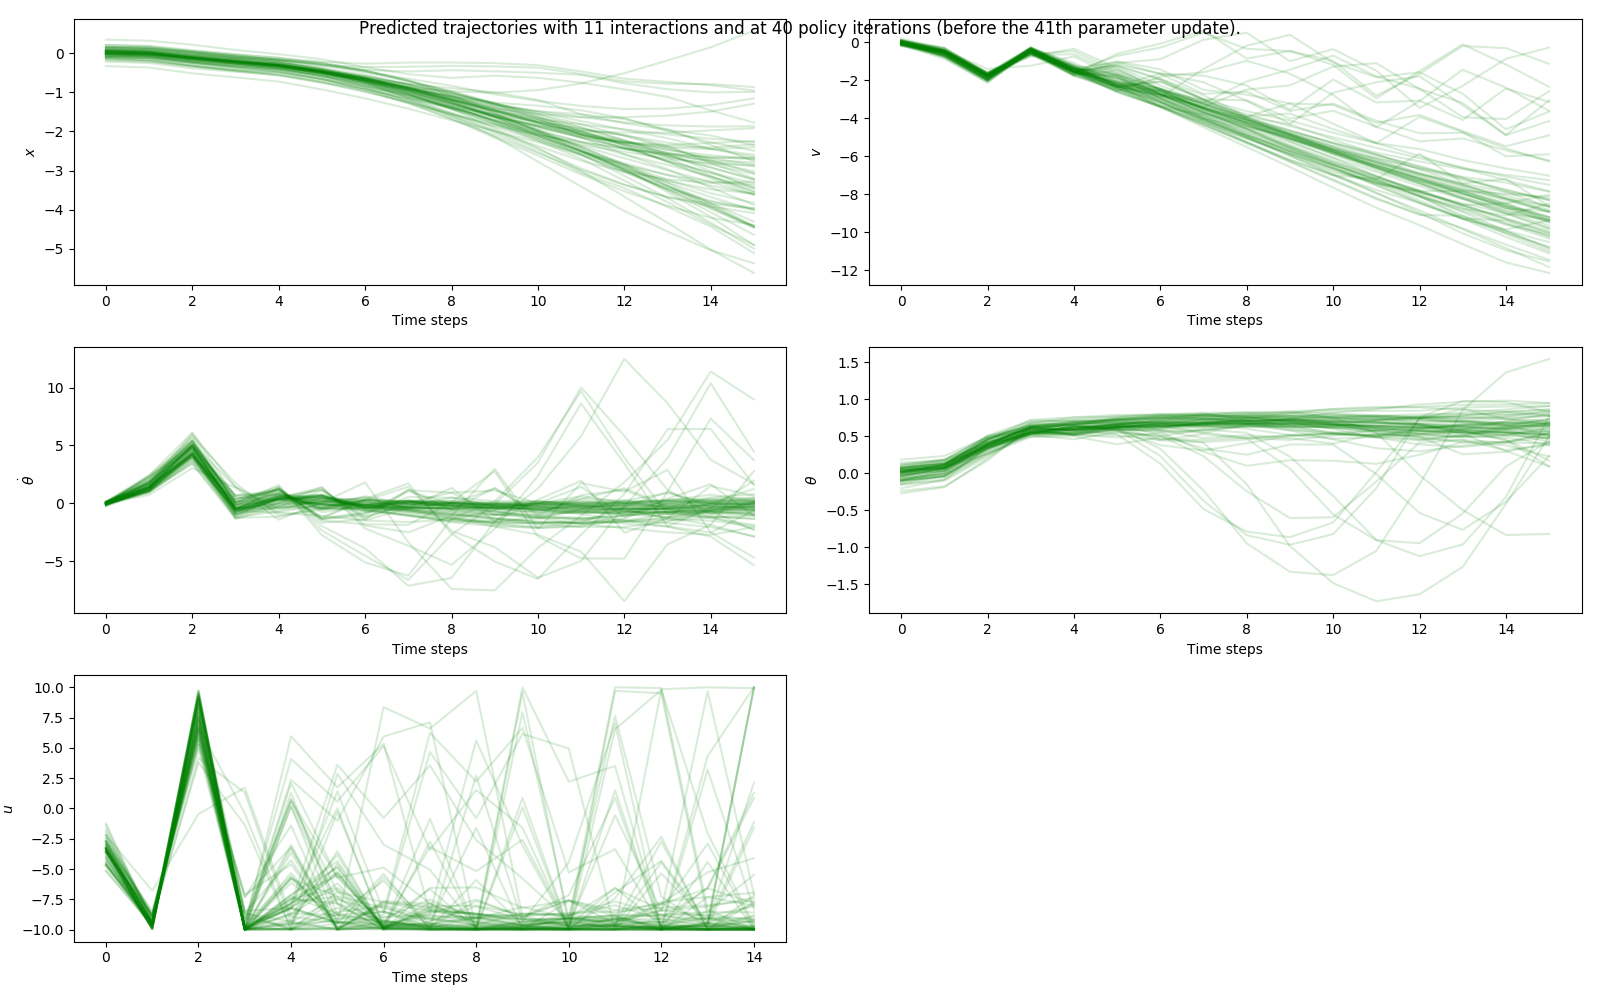 Predicted trajectories with 11 interactions and at 40 policy iterations (before the 41th parameter update).
0
−1
−2
−3
−4
−5
x
0 2 4 6 8 10 12 14
Time steps
0
−2
−4
−6
−8
−10
−12
v
0 2 4 6 8 10 12 14
Time steps
10
5
0
−5
θ̇
0 2 4 6 8 10 12 14
Time steps
1.5
1.0
0.5
0.0
−0.5
−1.0
−1.5
θ
0 2 4 6 8 10 12 14
Time steps
10.0
7.5
5.0
2.5
0.0
−2.5
−5.0
−7.5
−10.0
u
0 2 4 6 8 10 12 14
Time steps